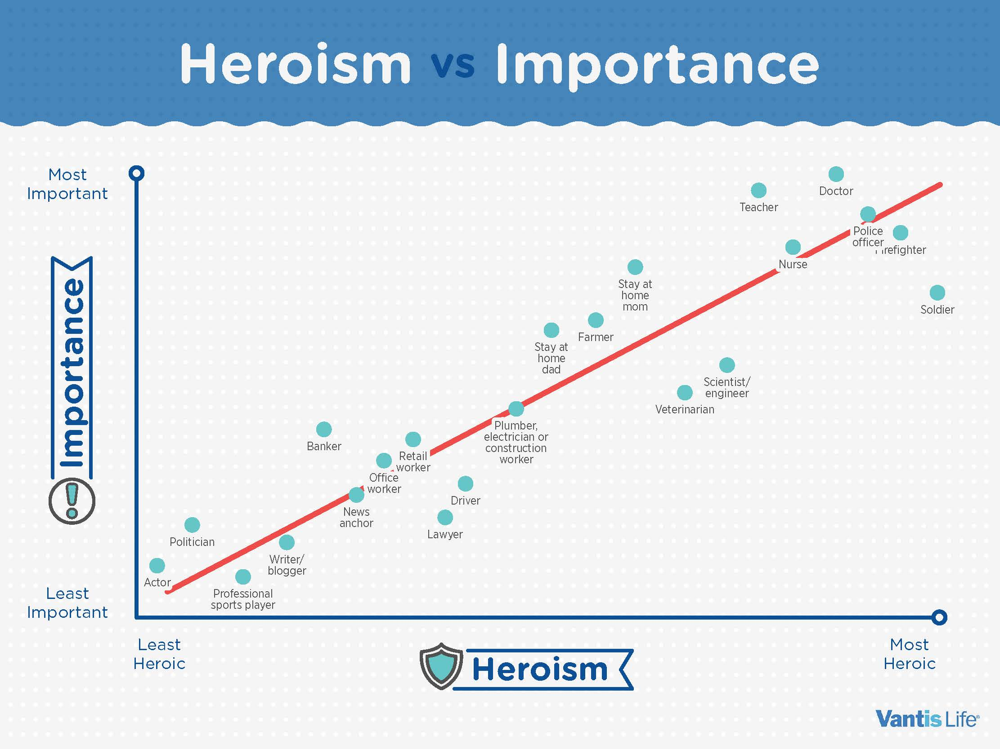 Heroism vs Importance
Most
Important
Doctor
Teacher
Police
officer
refighter
Nurse
Stay at
home
mom
Soldier
Farmer
Stay at
home
dad
Scientist/
engineer
Veterinarian
Plumber,
electrician or
construction
worker
Banker
Retail
worker
Office
worker
Driver
News
anchor
Lawyer
Politician
Writer/
blogger
Actor
Professional
sports player
Importance
Least
Important
Least
Heroic
Heroism
Most
Heroic
Vantis Life®